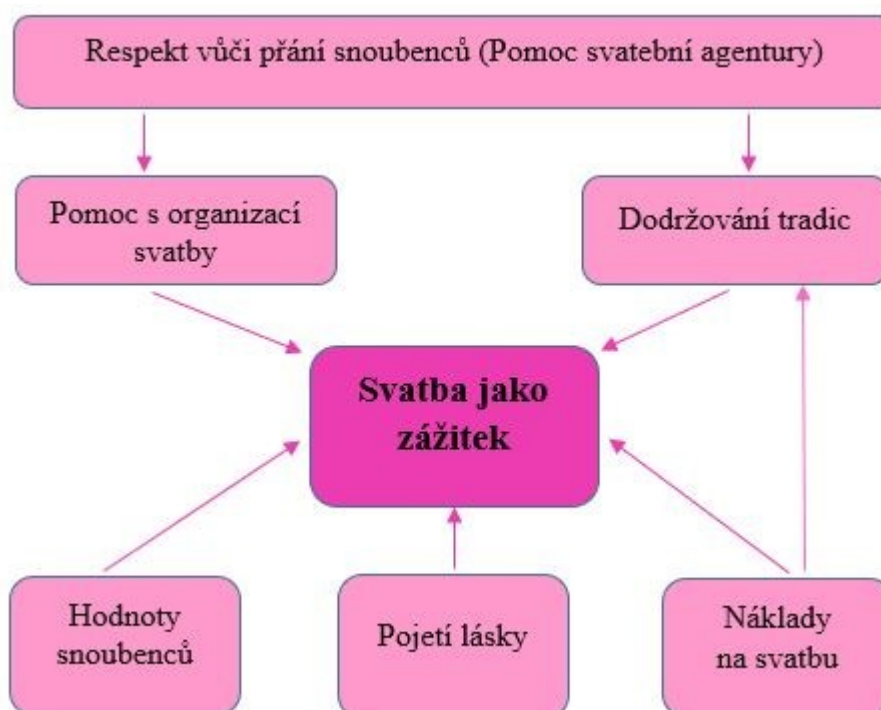 Respekt vůči přání snoubenců (Pomoc svatební agentury)
Pomoc s organizací
svatby
Dodržování tradic
Svatba jako
zážitek
Hodnoty
snoubenců
Pojetí lásky
Náklady
na svatbu